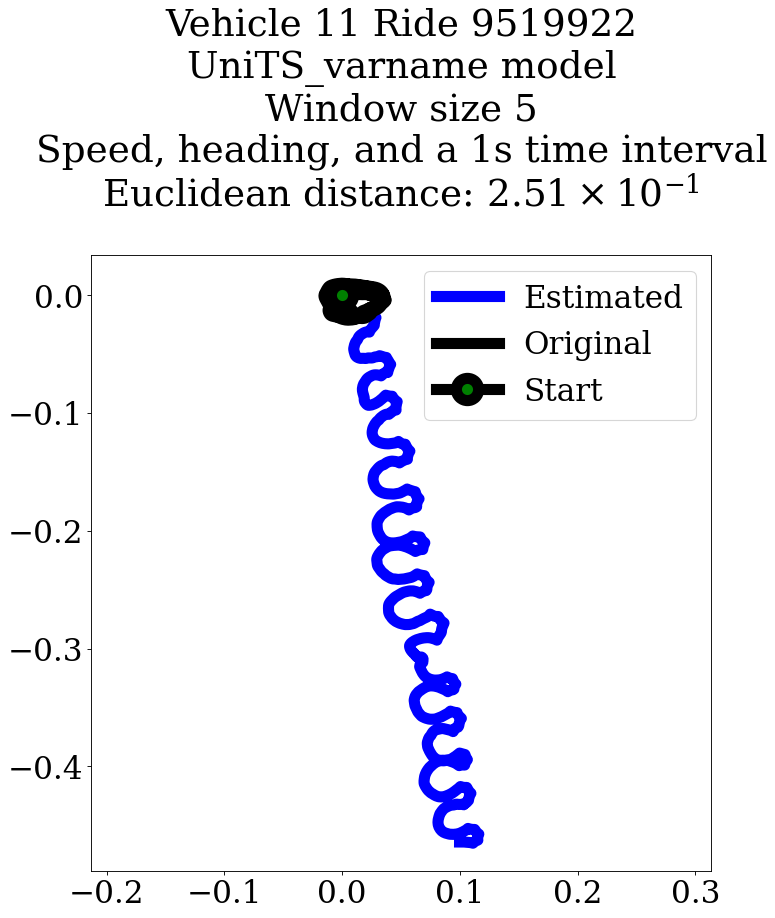 Vehicle 11 Ride 9519922
UniTS_varname model
Window size 5
Speed, heading, and a 1s time interval
Euclidean distance: 2.51 × 10⁻¹
Estimated
Original
Start
0.0
−0.1
−0.2
−0.3
−0.4
−0.2 −0.1 0.0 0.1 0.2 0.3